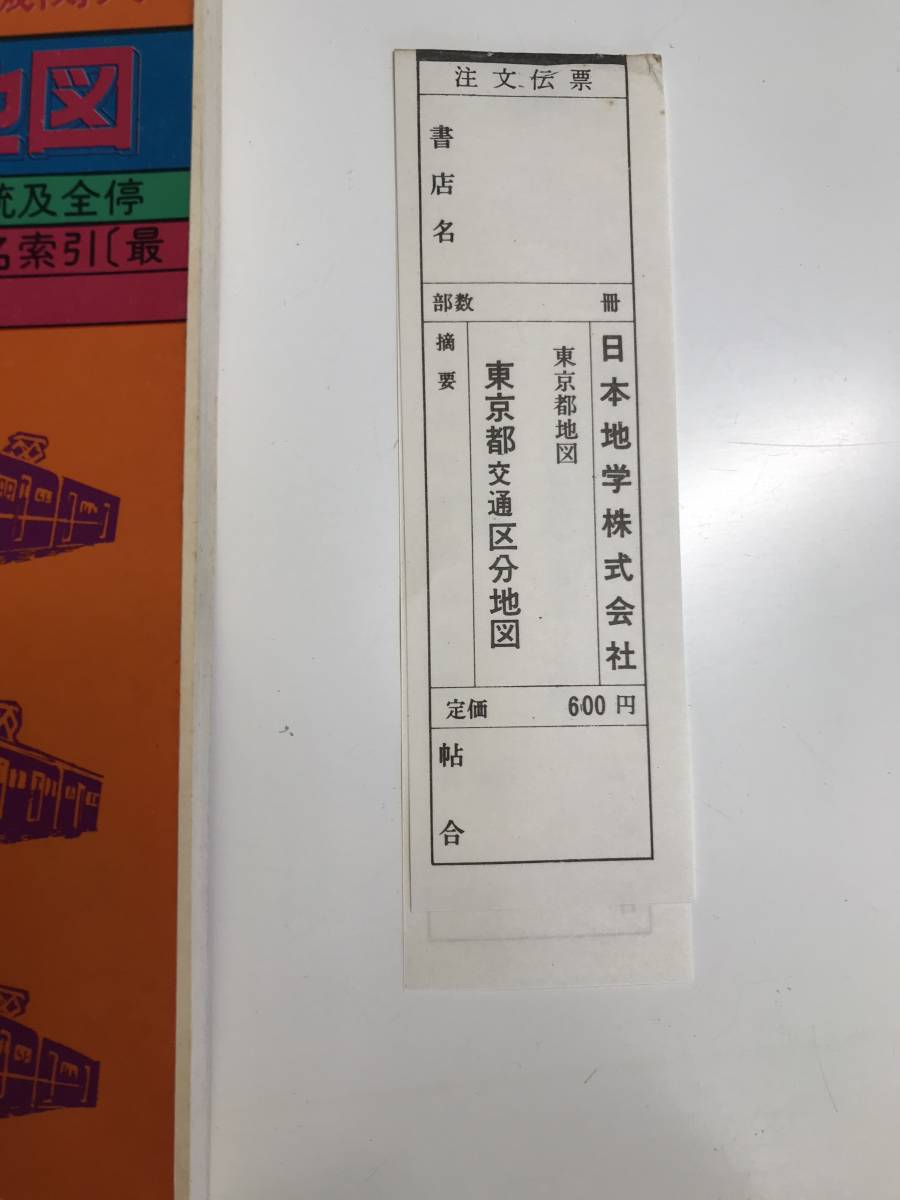 地図
統及全停
名索引〔最
注文伝票
書店名
部数 冊
日本地学株式会社
東京都地図
東京都交通区分地図
摘要
定価 600円
帖合